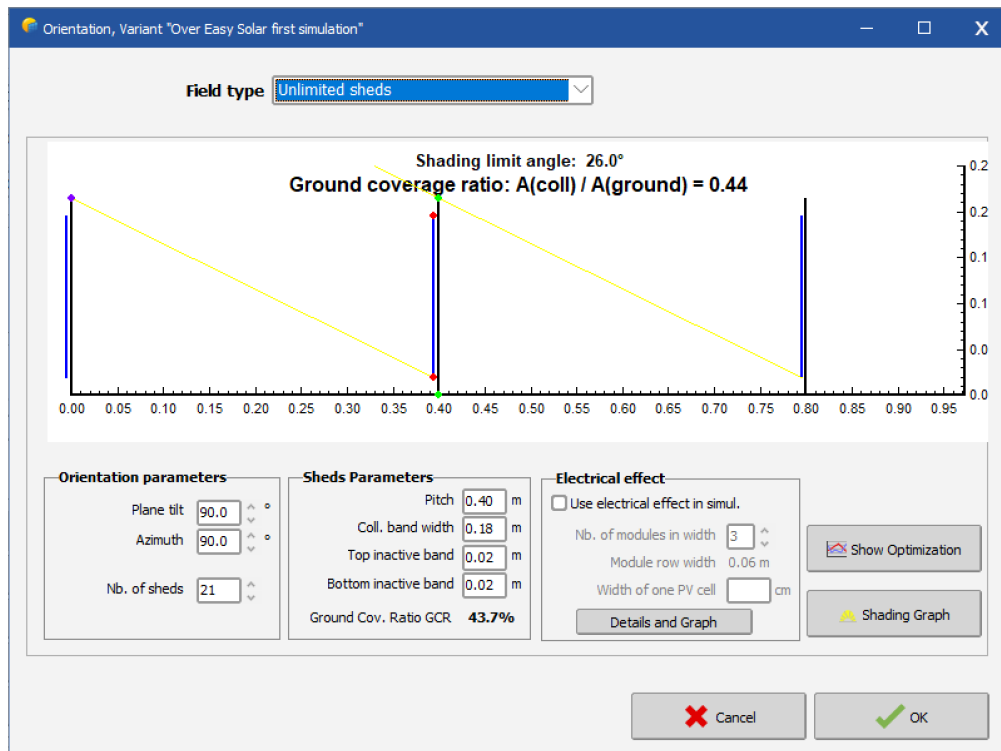 Orientation, Variant "Over Easy Solar first simulation"
Field type Unlimited sheds
Shading limit angle: 26.0°
Ground coverage ratio: A(coll) / A(ground) = 0.44
0.2
0.2
0.1
0.1
0.0
0.0
0.00 0.05 0.10 0.15 0.20 0.25 0.30 0.35 0.40 0.45 0.50 0.55 0.60 0.65 0.70 0.75 0.80 0.85 0.90 0.95
Orientation parameters
Plane tilt 90.0 °
Azimuth 90.0 °
Nb. of sheds 21
Sheds Parameters
Pitch 0.40 m
Coll. band width 0.18 m
Top inactive band 0.02 m
Bottom inactive band 0.02 m
Ground Cov. Ratio GCR 43.7%
Electrical effect
Use electrical effect in simul.
Nb. of modules in width 3
Module row width 0.06 m
Width of one PV cell cm
Details and Graph
Show Optimization
Shading Graph
Cancel
OK